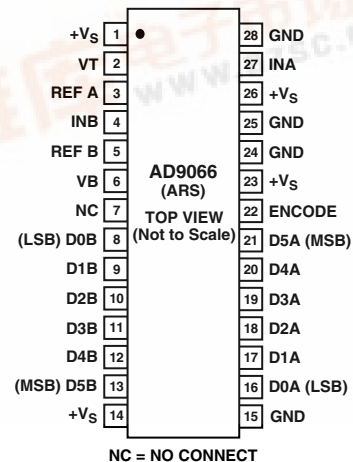 +VS 1 28 GND
VT 2 27 INA
REF A 3 26 +VS
INB 4 25 GND
REF B 5 24 GND
VB 6 AD9066 23 +VS
(ARS)
NC 7 TOP VIEW 22 ENCODE
(LSB) D0B 8 (Not to Scale) 21 D5A (MSB)
D1B 9 20 D4A
D2B 10 19 D3A
D3B 11 18 D2A
D4B 12 17 D1A
(MSB) D5B 13 16 D0A (LSB)
+VS 14 15 GND
NC = NO CONNECT